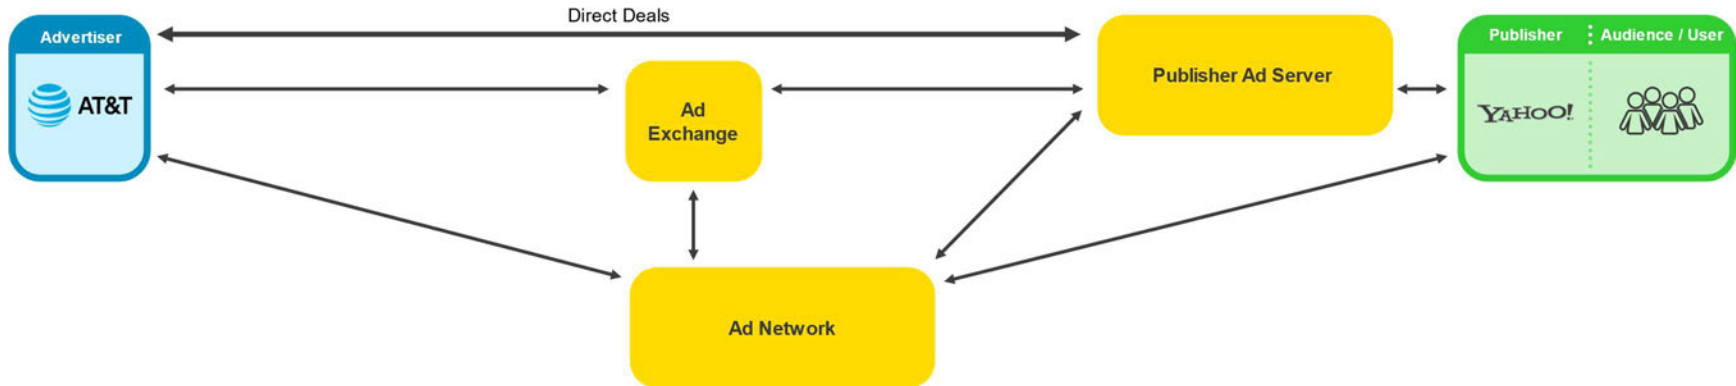 Direct Deals
Advertiser
AT&T
Ad
Exchange
Publisher Ad Server
Publisher
Audience / User
YAHOO!
Ad Network